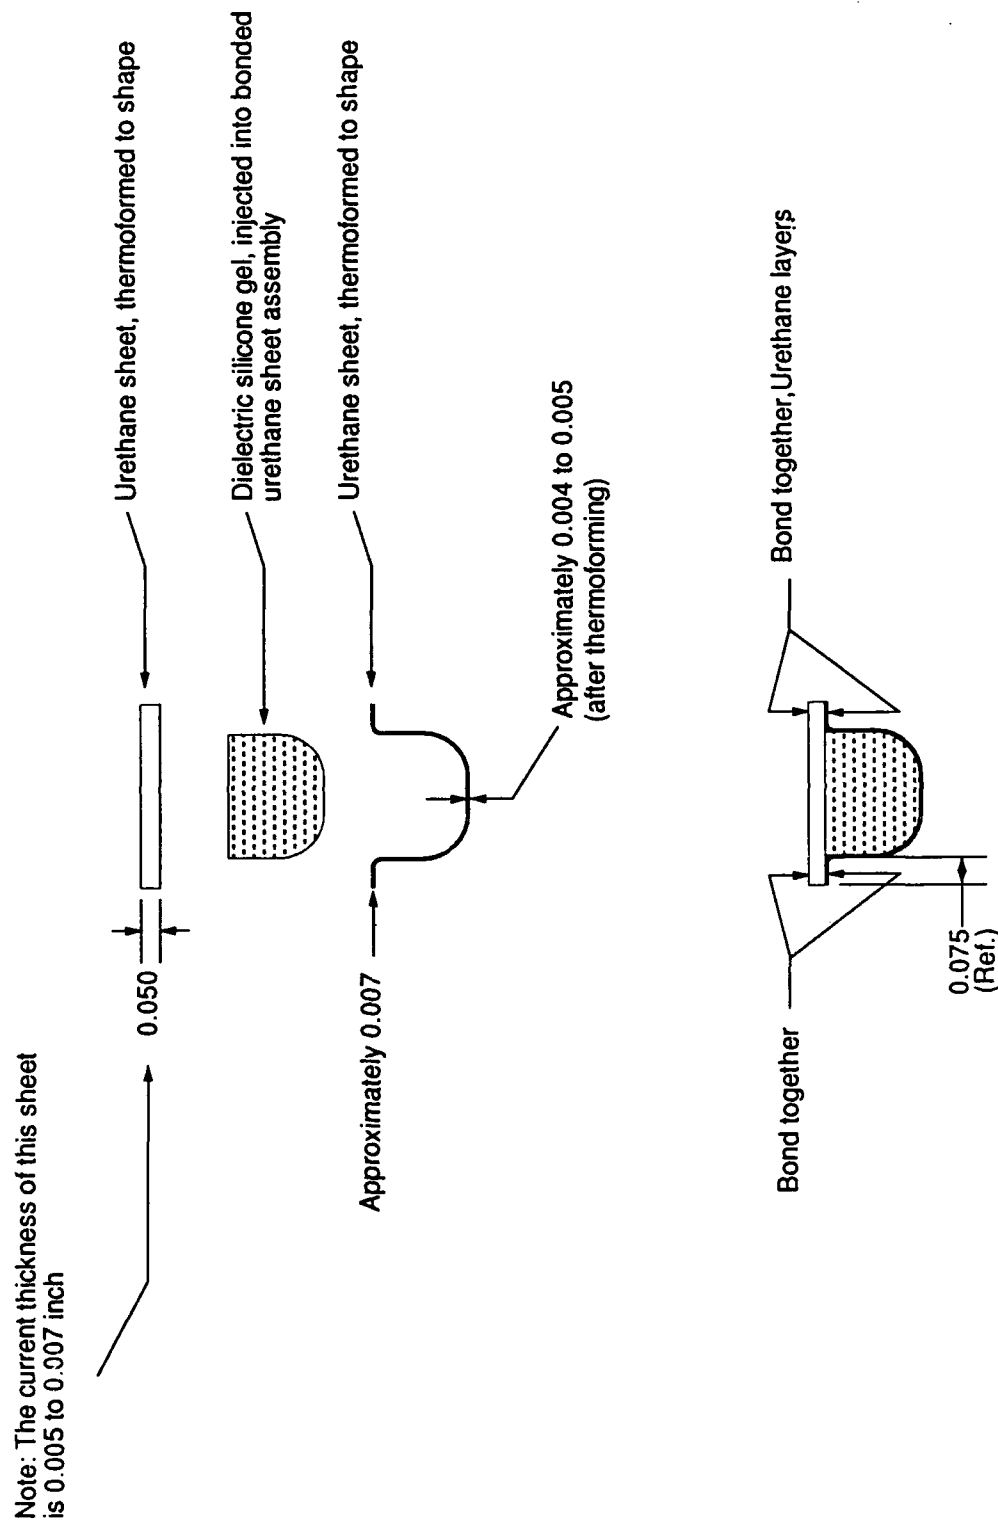 Note: The current thickness of this sheet
is 0.005 to 0.007 inch
0.050
Urethane sheet, thermoformed to shape
Dielectric silicone gel, injected into bonded
urethane sheet assembly
Approximately 0.007
Urethane sheet, thermoformed to shape
Approximately 0.004 to 0.005
(after thermoforming)
Bond together
Bond together,Urethane layers
0.075
(Ref.)